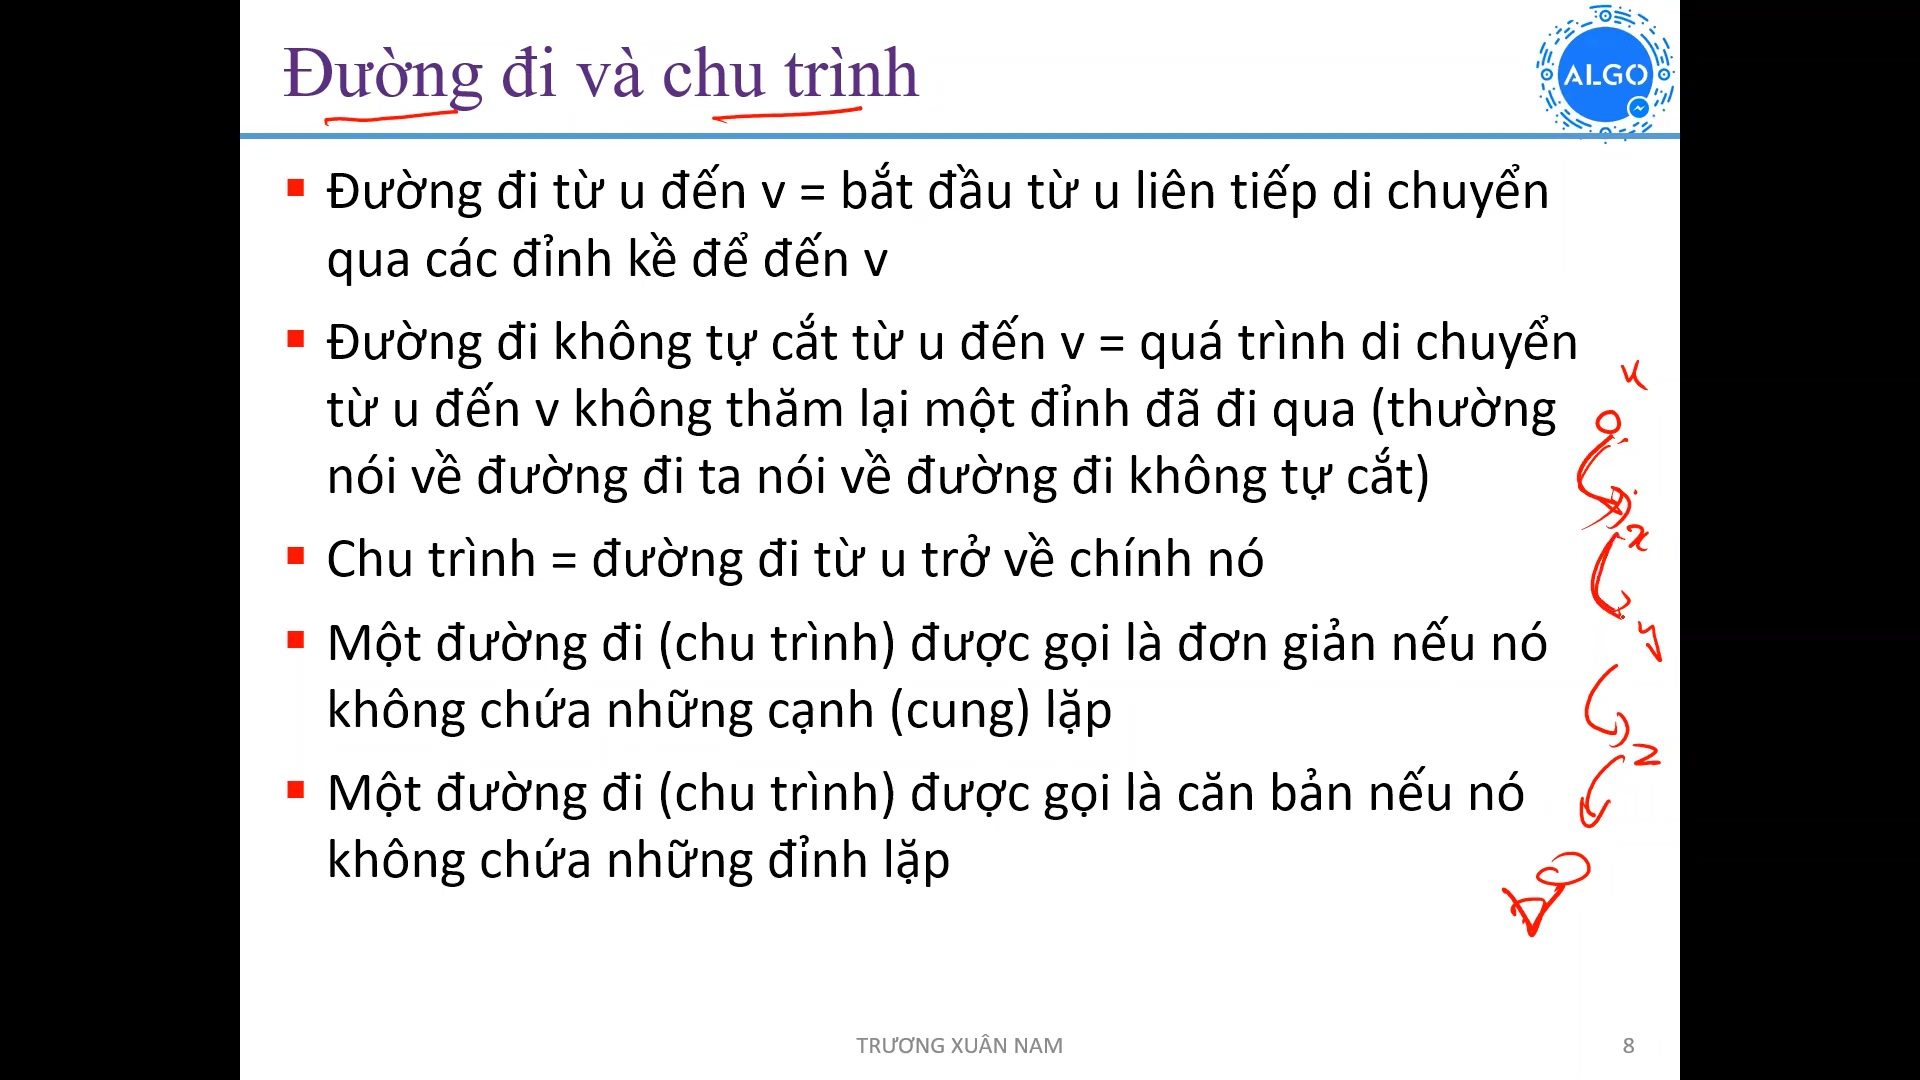 Đường đi và chu trình
ALGO
Đường đi từ u đến v = bắt đầu từ u liên tiếp di chuyển
qua các đỉnh kề để đến v
Đường đi không tự cắt từ u đến v = quá trình di chuyển
từ u đến v không thăm lại một đỉnh đã đi qua (thường
nói về đường đi ta nói về đường đi không tự cắt)
Chu trình = đường đi từ u trở về chính nó
Một đường đi (chu trình) được gọi là đơn giản nếu nó
không chứa những cạnh (cung) lặp
Một đường đi (chu trình) được gọi là căn bản nếu nó
không chứa những đỉnh lặp
u
x
y
z
TRƯƠNG XUÂN NAM
8